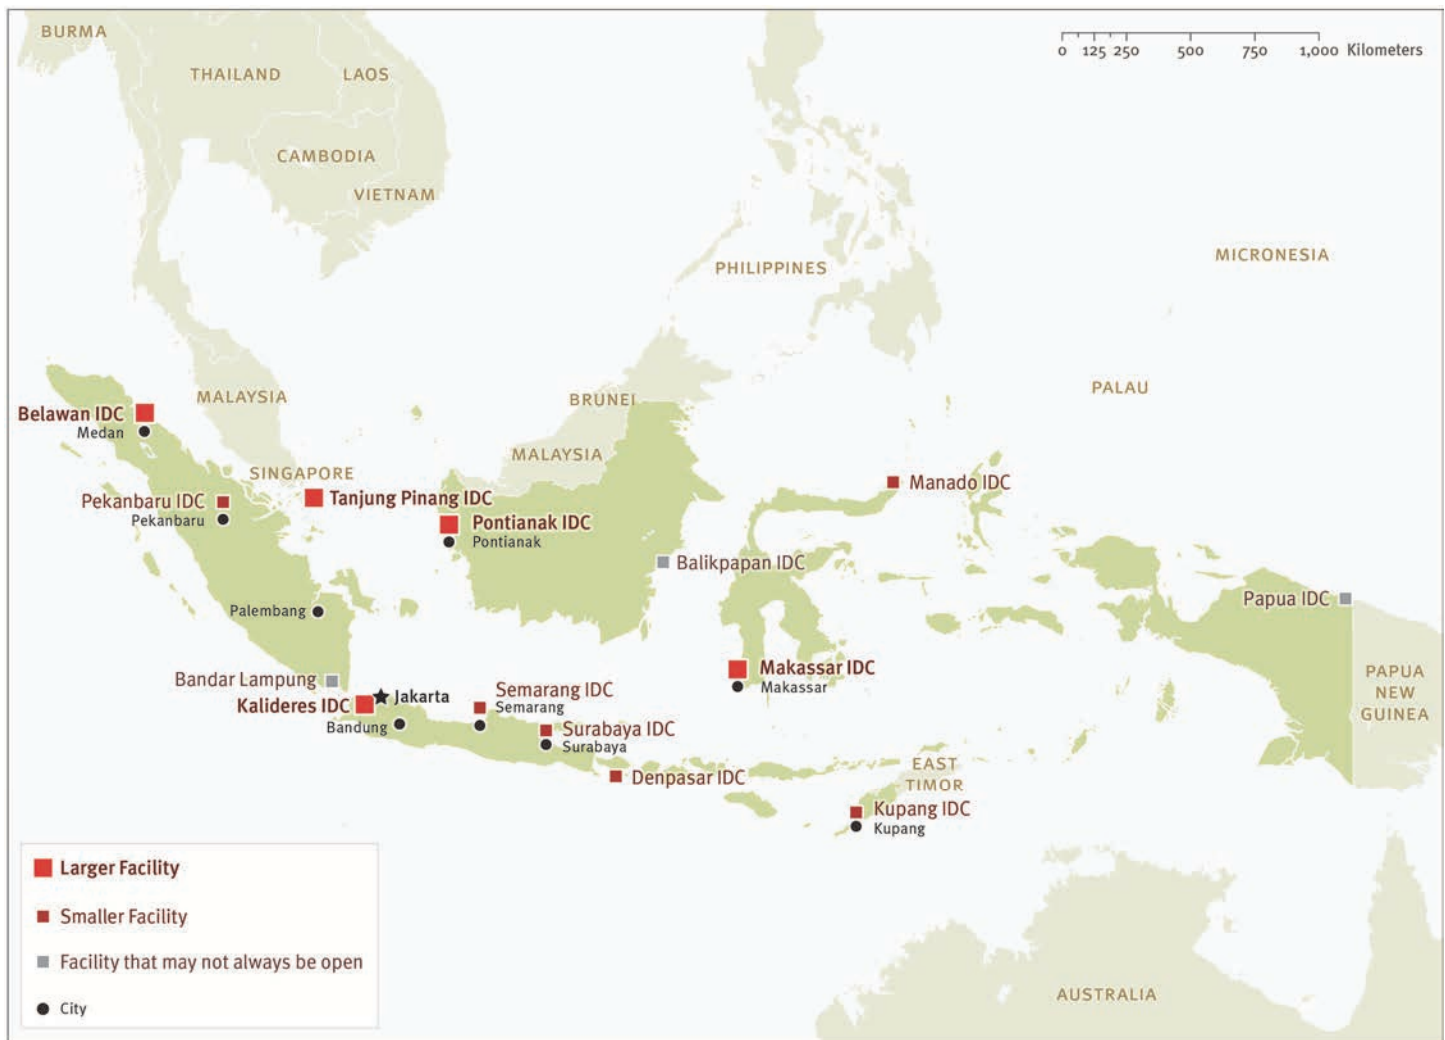 BURMA
THAILAND
LAOS
CAMBODIA
VIETNAM
0 125 250 500 750 1,000 Kilometers
PHILIPPINES
MICRONESIA
PALAU
MALAYSIA
BRUNEI
MALAYSIA
SINGAPORE
Belawan IDC
Medan
Pekanbaru IDC
Pekanbaru
Tanjung Pinang IDC
Pontianak IDC
Pontianak
Manado IDC
Balikpapan IDC
Papua IDC
Palembang
Bandar Lampung
Kalideres IDC
Jakarta
Bandung
Semarang IDC
Semarang
Surabaya IDC
Surabaya
Denpasar IDC
Makassar IDC
Makassar
PAPUA
NEW
GUINEA
EAST
TIMOR
Kupang IDC
Kupang
AUSTRALIA
Larger Facility
Smaller Facility
Facility that may not always be open
City